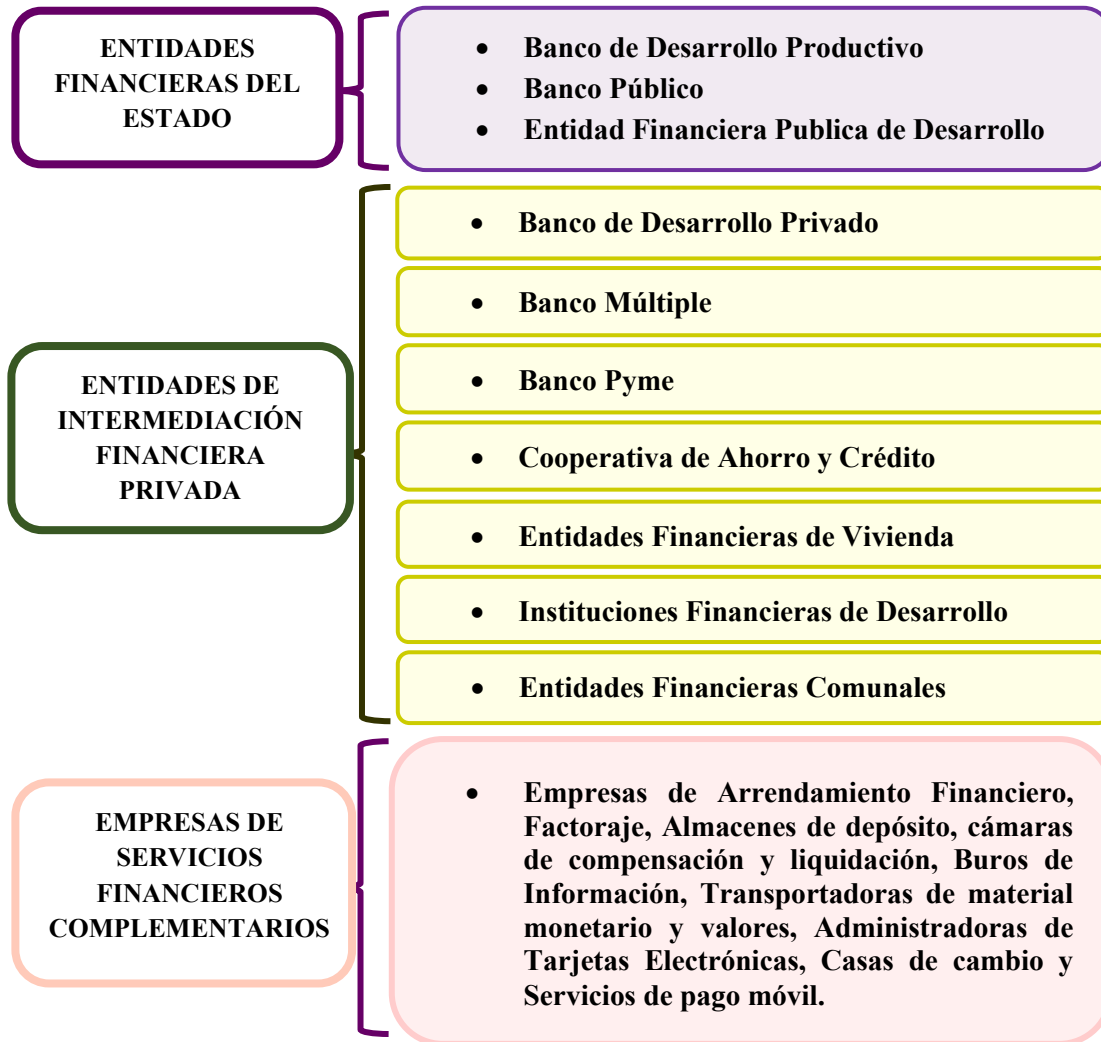 ENTIDADES
FINANCIERAS DEL
ESTADO
• Banco de Desarrollo Productivo
• Banco Público
• Entidad Financiera Publica de Desarrollo
ENTIDADES DE
INTERMEDIACIÓN
FINANCIERA
PRIVADA
• Banco de Desarrollo Privado
• Banco Múltiple
• Banco Pyme
• Cooperativa de Ahorro y Crédito
• Entidades Financieras de Vivienda
• Instituciones Financieras de Desarrollo
• Entidades Financieras Comunales
EMPRESAS DE
SERVICIOS
FINANCIEROS
COMPLEMENTARIOS
• Empresas de Arrendamiento Financiero,
Factoraje, Almacenes de depósito, cámaras
de compensación y liquidación, Buros de
Información, Transportadoras de material
monetario y valores, Administradoras de
Tarjetas Electrónicas, Casas de cambio y
Servicios de pago móvil.